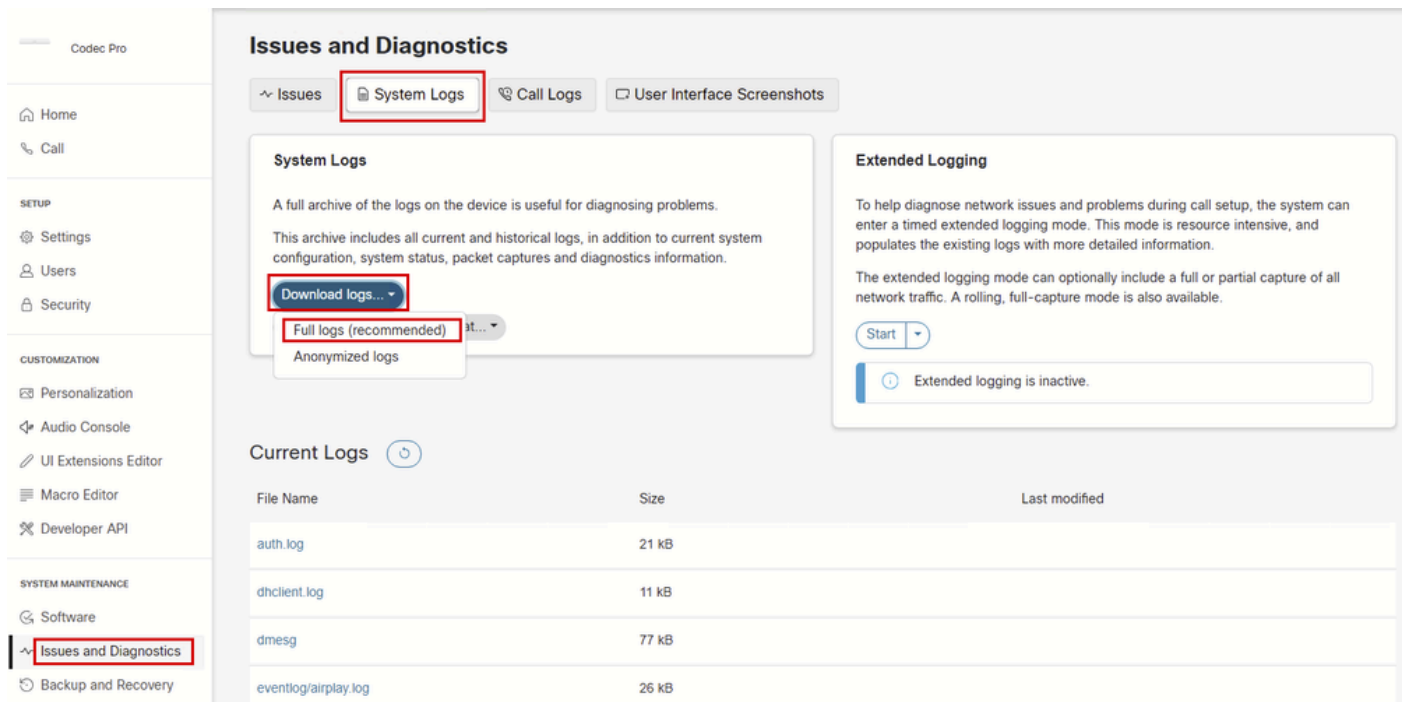 Codec Pro
Home
Call
SETUP
Settings
Users
Security
CUSTOMIZATION
Personalization
Audio Console
UI Extensions Editor
Macro Editor
Developer API
SYSTEM MAINTENANCE
Software
Issues and Diagnostics
Backup and Recovery
Issues and Diagnostics
Issues
System Logs
Call Logs
User Interface Screenshots
System Logs
A full archive of the logs on the device is useful for diagnosing problems.
This archive includes all current and historical logs, in addition to current system
configuration, system status, packet captures and diagnostics information.
Download logs...
Full logs (recommended)
at...
Anonymized logs
Extended Logging
To help diagnose network issues and problems during call setup, the system can
enter a timed extended logging mode. This mode is resource intensive, and
populates the existing logs with more detailed information.
The extended logging mode can optionally include a full or partial capture of all
network traffic. A rolling, full-capture mode is also available.
Start
Extended logging is inactive.
Current Logs
File Name Size Last modified
auth.log 21 kB
dhclient.log 11 kB
dmesg 77 kB
eventlog/airplay.log 26 kB